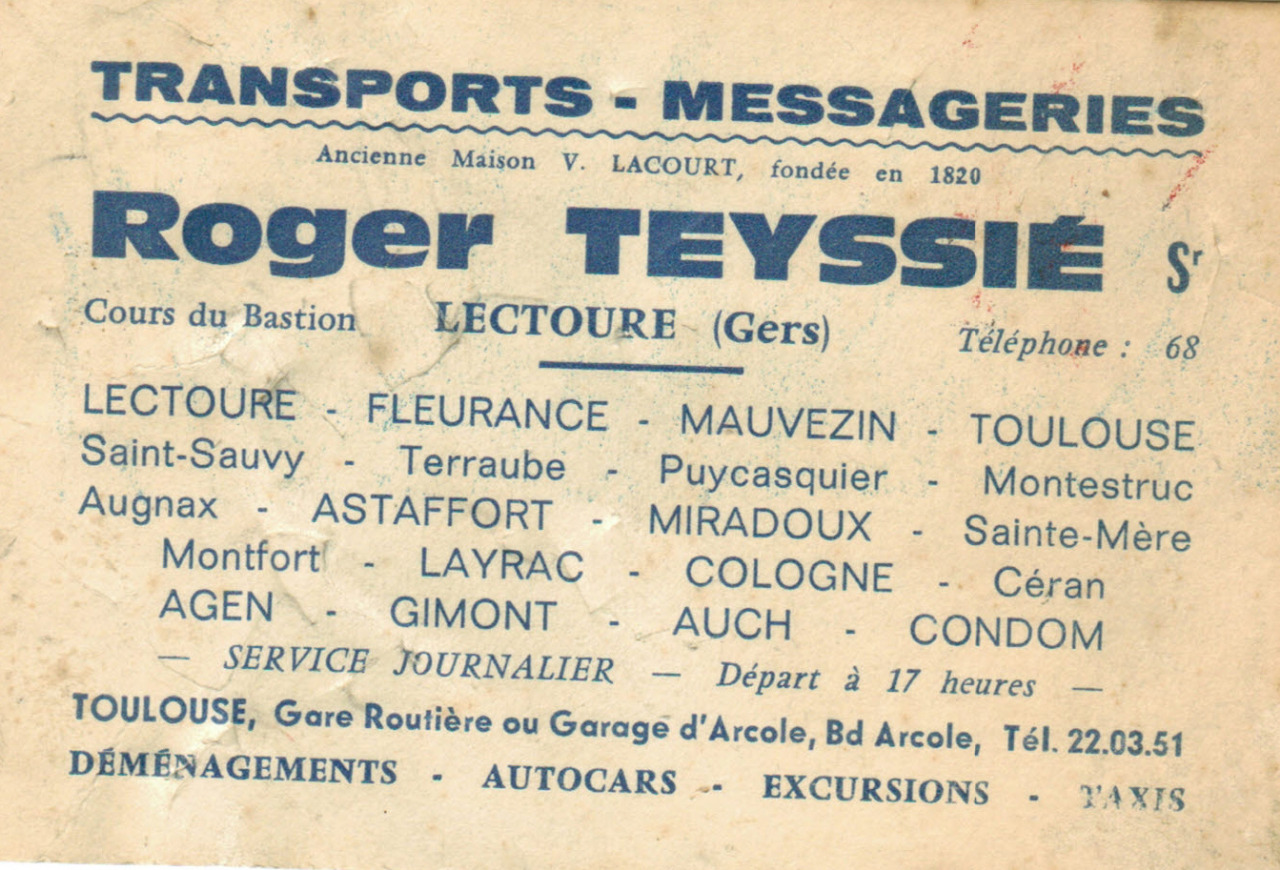 TRANSPORTS - MESSAGERIES
Ancienne Maison V. LACOURT, fondée en 1820
Roger TEYSSIÉ Sr
Cours du Bastion LECTOURE (Gers) Téléphone : 68
LECTOURE - FLEURANCE - MAUVEZIN - TOULOUSE
Saint-Sauvy - Terraube - Puycasquier - Montestruc
Augnax - ASTAFFORT - MIRADOUX - Sainte-Mère
Montfort - LAYRAC - COLOGNE - Céran
AGEN - GIMONT - AUCH - CONDOM
— SERVICE JOURNALIER — Départ à 17 heures —
TOULOUSE, Gare Routière ou Garage d'Arcole, Bd Arcole, Tél. 22.03.51
DÉMÉNAGEMENTS - AUTOCARS - EXCURSIONS - TAXIS